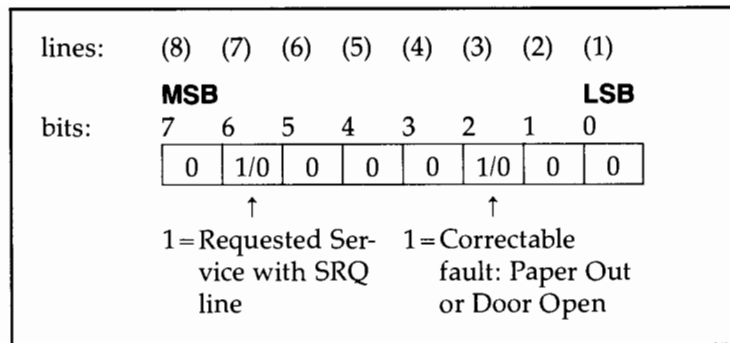 lines: (8) (7) (6) (5) (4) (3) (2) (1)
MSB LSB
bits: 7 6 5 4 3 2 1 0
0 1/0 0 0 0 1/0 0 0
↑ ↑
1=Requested Ser- 1=Correctable
vice with SRQ fault: Paper Out
line or Door Open